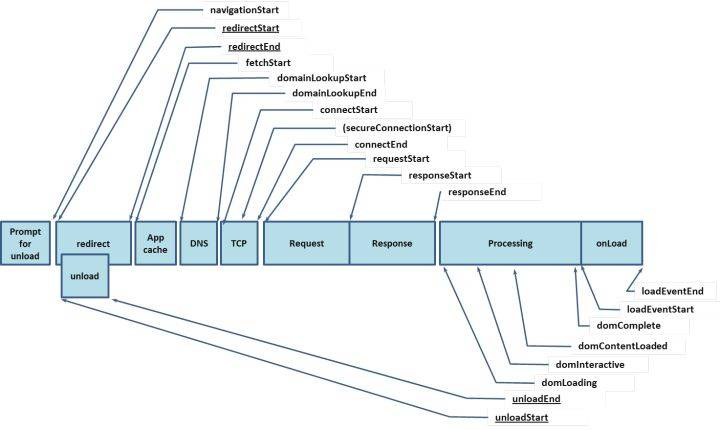 navigationStart
redirectStart
redirectEnd
fetchStart
domainLookupStart
domainLookupEnd
connectStart
(secureConnectionStart)
connectEnd
requestStart
responseStart
responseEnd
Prompt
for
unload
redirect
unload
App
cache
DNS
TCP
Request
Response
Processing
onLoad
loadEventEnd
loadEventStart
domComplete
domContentLoaded
domInteractive
domLoading
unloadEnd
unloadStart